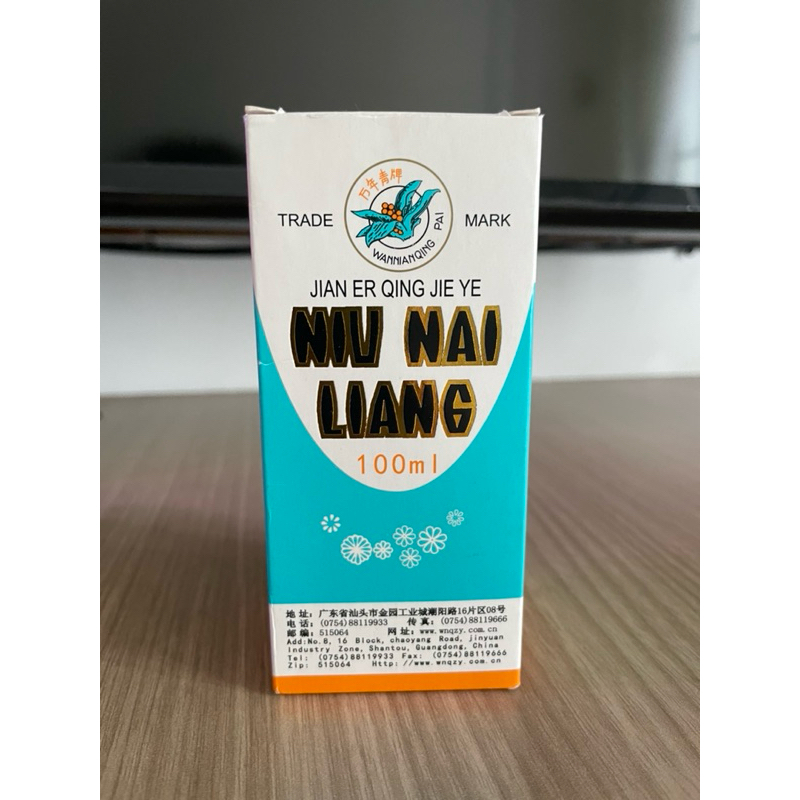 万年青牌
TRADE MARK
WANNIANQING PAI
JIAN ER QING JIE YE
NIU NAI
LIANG
100ml
地 址: 广东省汕头市金园工业城潮阳路16片区08号
电 话: (0754)88119933 传 真: (0754)88119666
邮 编: 515064 网 址: www.wnqzy.com.cn
Add:No.8, 16 Block, chaoyang Road, jinyuan
Industry Zone, Shantou, Guangdong, China
Tel: (0754)88119933 Fax: (0754)88119666
Zip: 515064 Http://www.wnqzy.com.cn